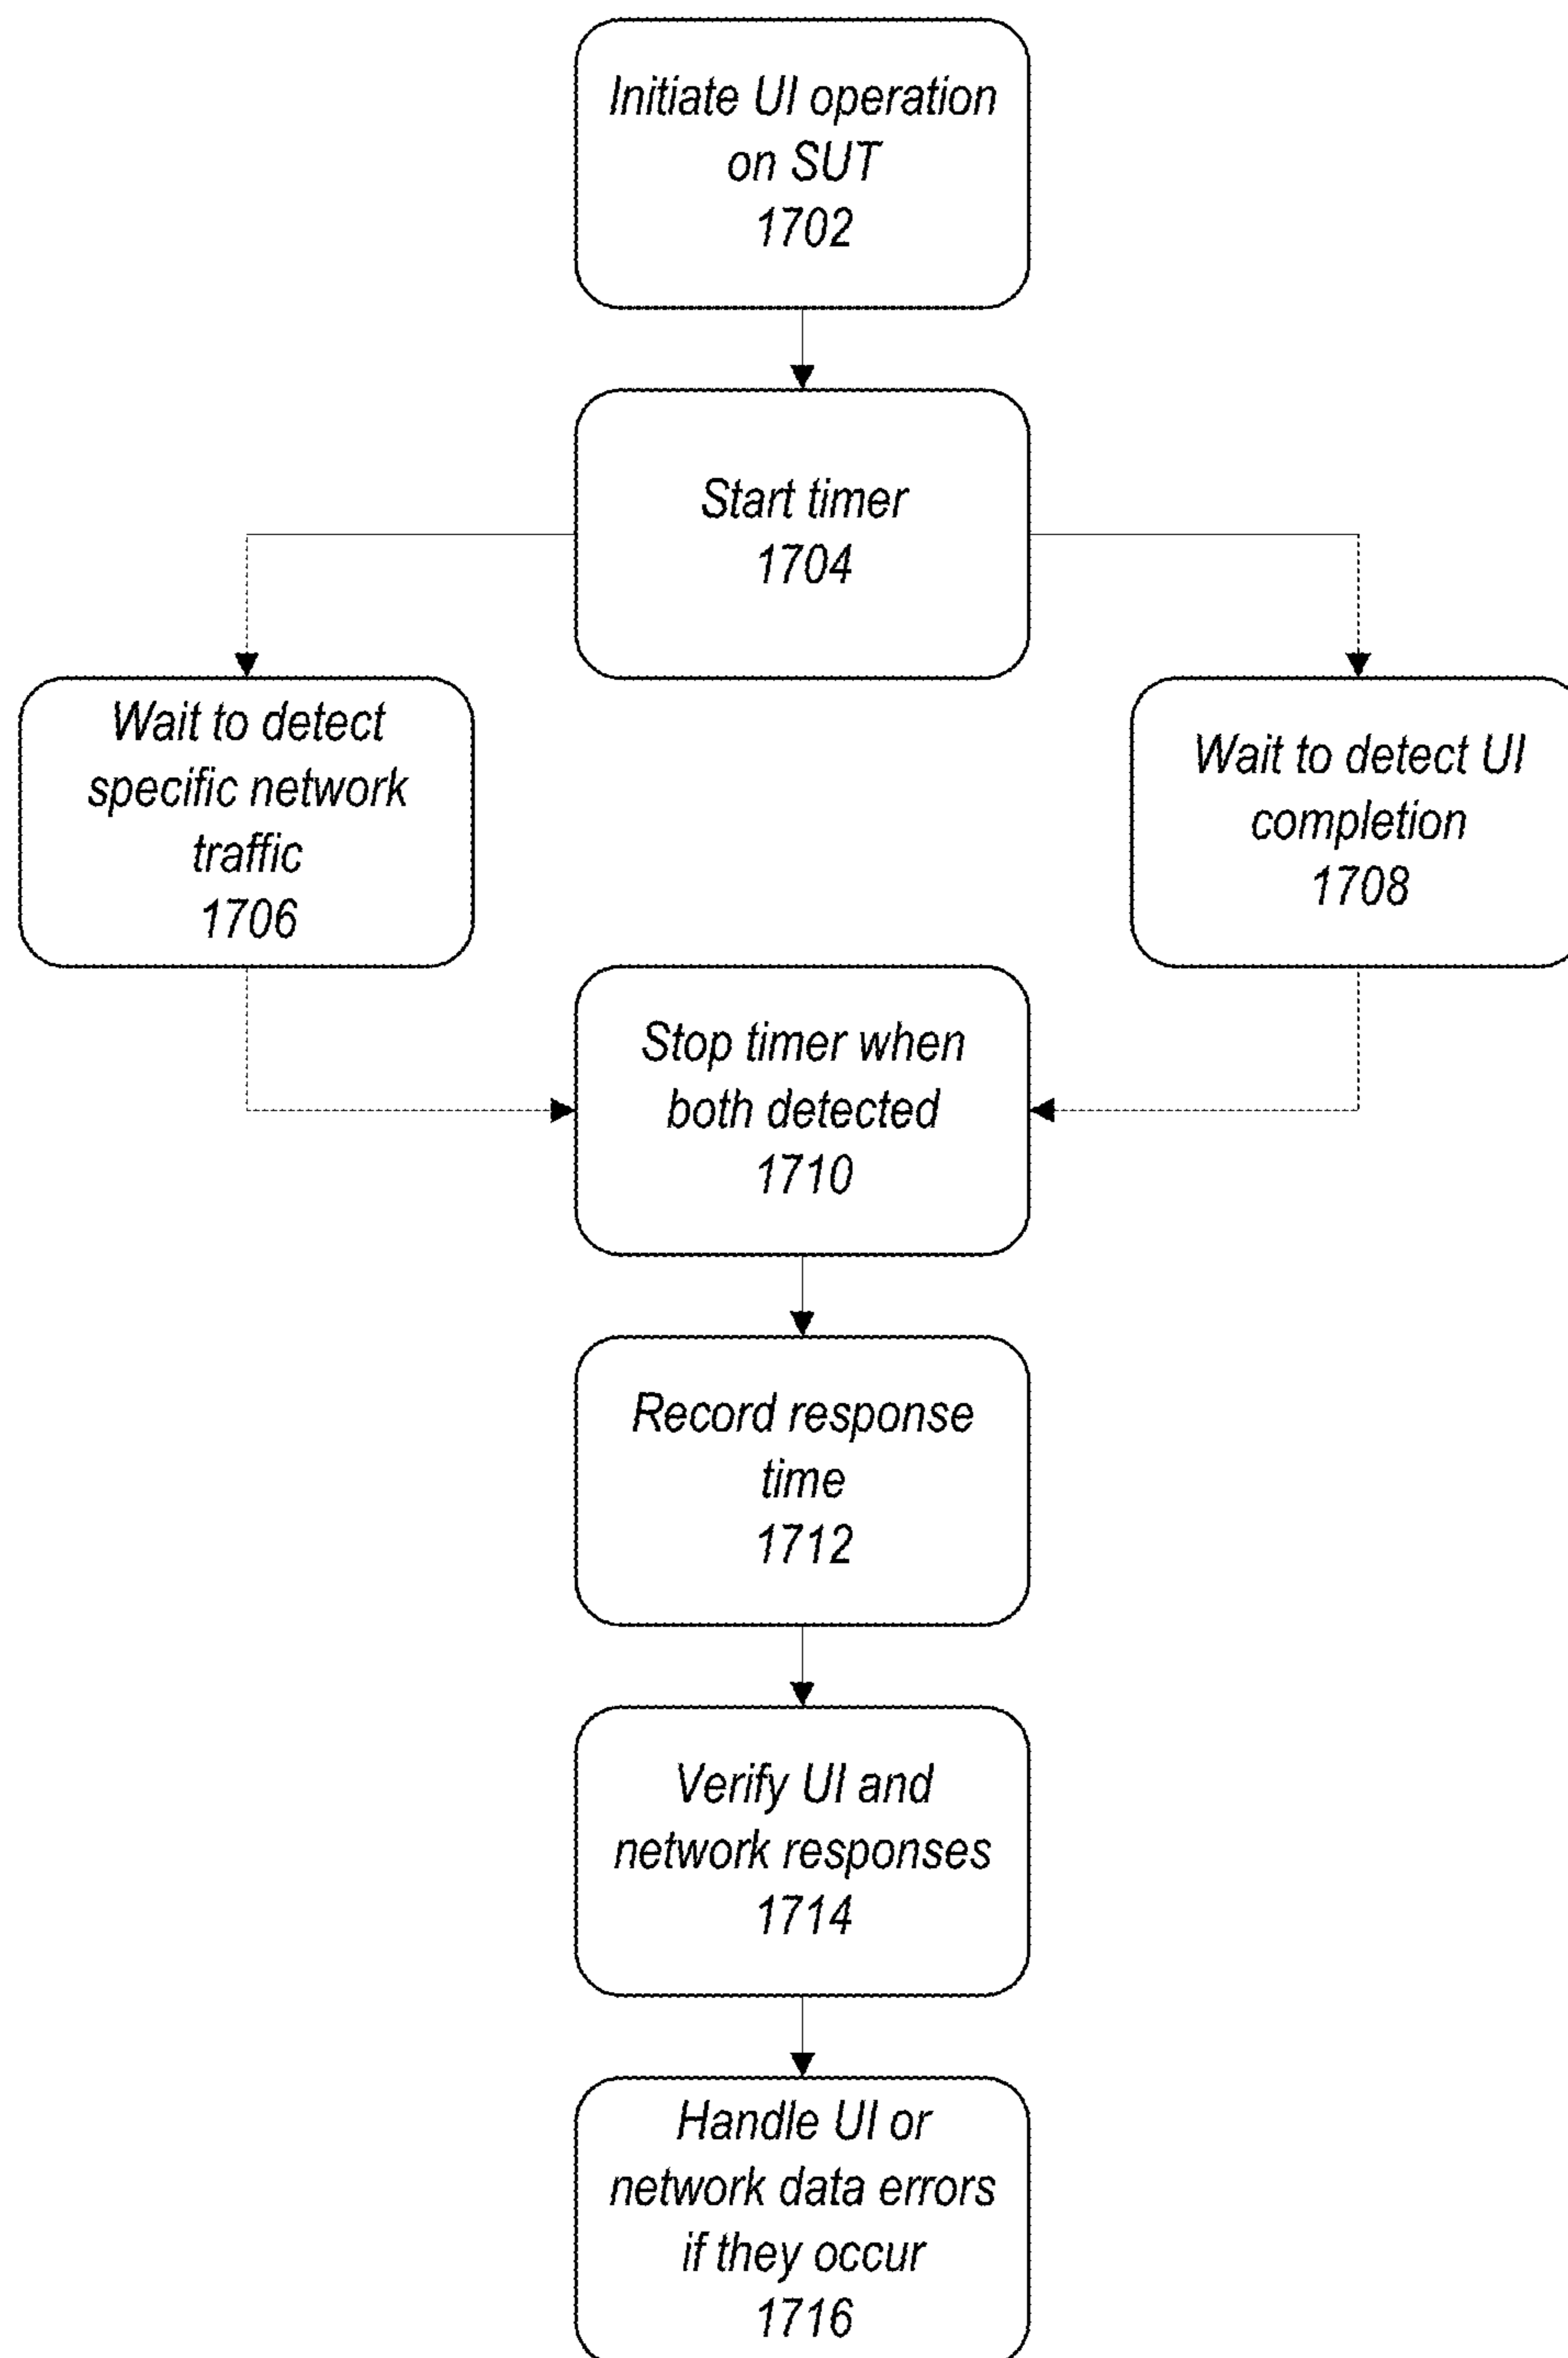 Initiate UI operation
on SUT
1702
Start timer
1704
Wait to detect
specific network
traffic
1706
Wait to detect UI
completion
1708
Stop timer when
both detected
1710
Record response
time
1712
Verify UI and
network responses
1714
Handle UI or
network data errors
if they occur
1716